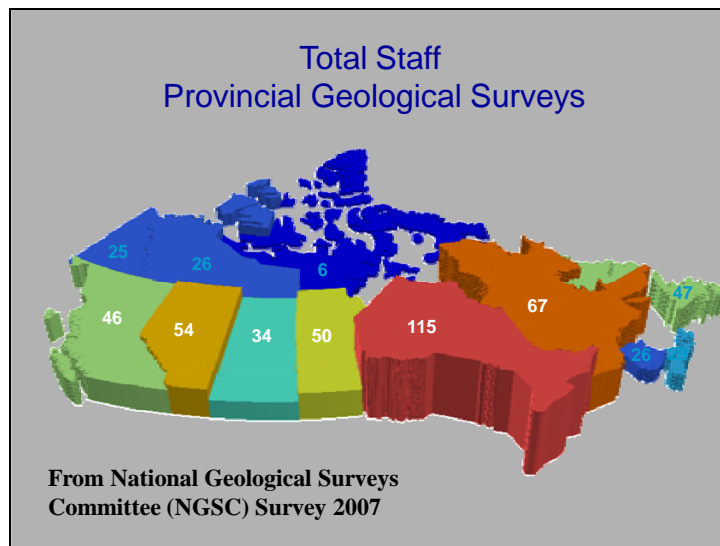 Total Staff
Provincial Geological Surveys
25
26
6
46
54
34
50
115
67
47
26
From National Geological Surveys
Committee (NGSC) Survey 2007